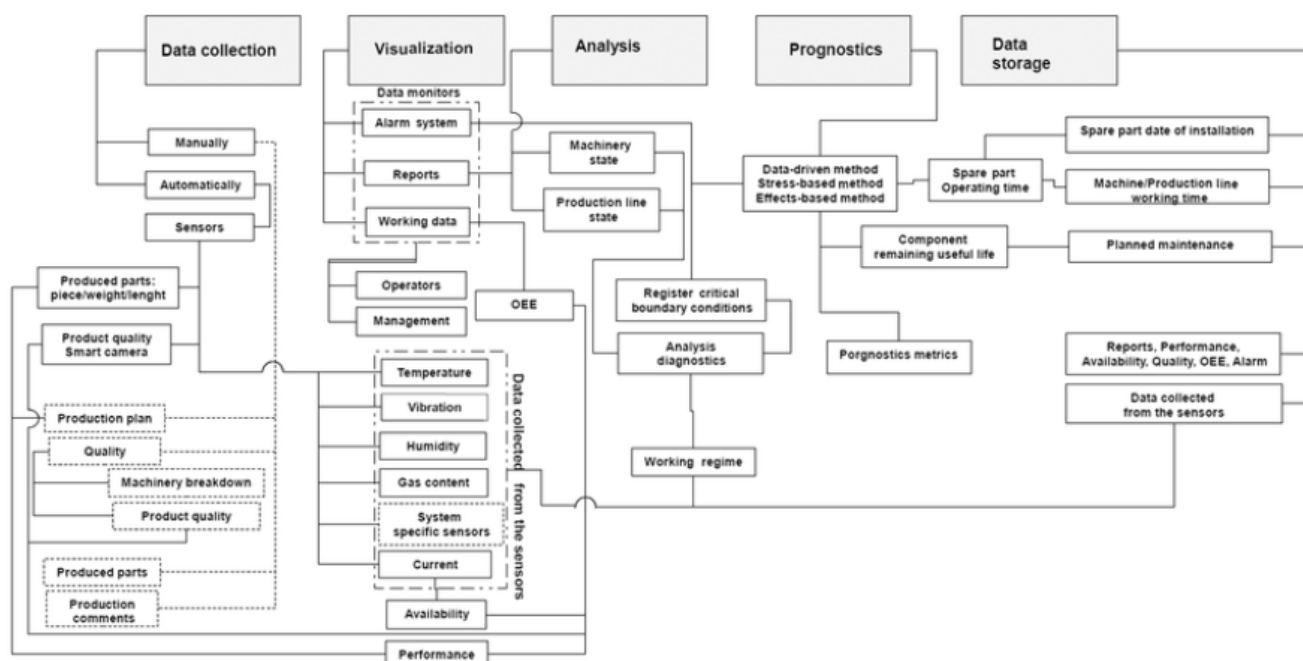 Data collection
Visualization
Analysis
Prognostics
Data
storage
Manually
Automatically
Sensors
Produced parts:
piece/weight/lenght
Product quality
Smart camera
Production plan
Quality
Machinery breakdown
Product quality
Produced parts
Production
comments
Data monitors
Alarm system
Reports
Working data
Operators
Management
OEE
Temperature
Vibration
Humidity
Gas content
System
specific sensors
Current
Data collected from the sensors
Availability
Performance
Machinery
state
Production line
state
Register critical
boundary conditions
Analysis
diagnostics
Working regime
Data-driven method
Stress-based method
Effects-based method
Spare part
Operating time
Component
remaining useful life
Porgnostics metrics
Spare part date of installation
Machine/Production line
working time
Planned maintenance
Reports, Performance,
Availability, Quality, OEE, Alarm
Data collected
from the sensors